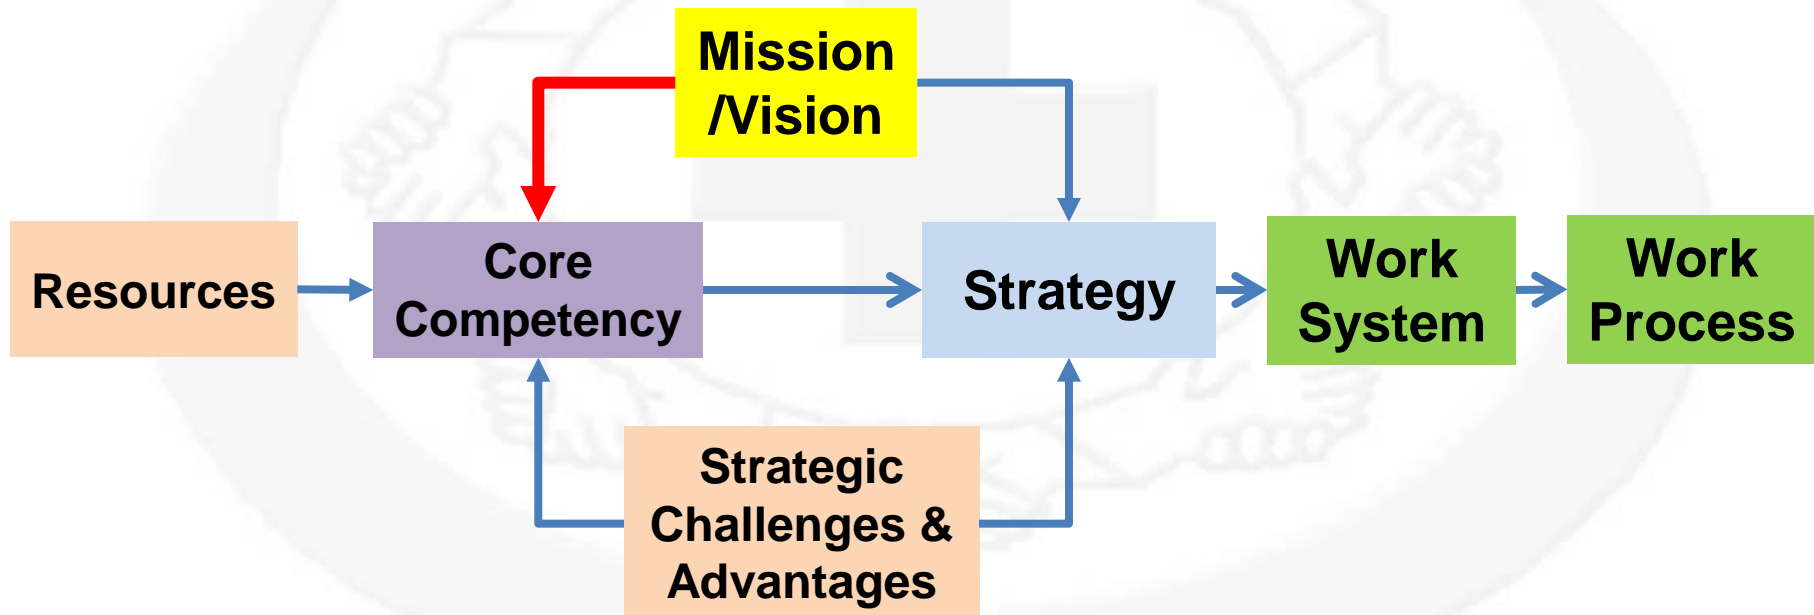 Mission
/Vision
Resources
Core
Competency
Strategy
Work
System
Work
Process
Strategic
Challenges &
Advantages